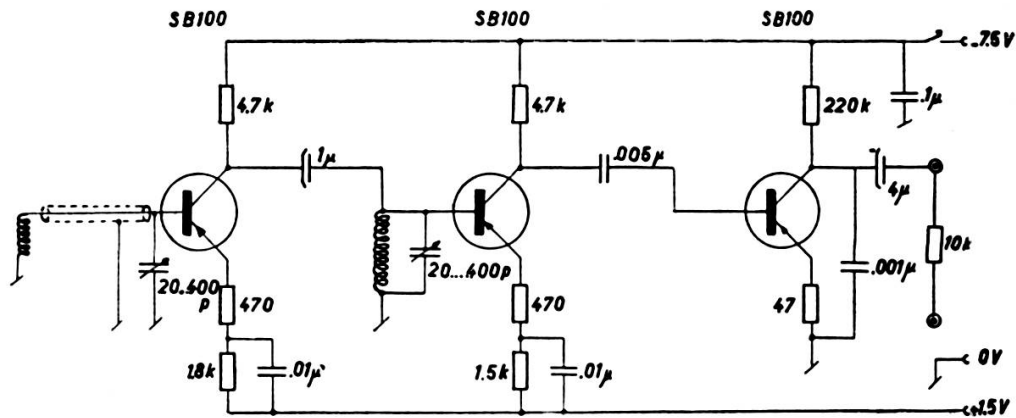 SB100
SB100
SB100
-7.5V
4.7k
4.7k
220k
.1µ
1µ
.005µ
4µ
20..400
p
20...400p
10k
.001µ
470
470
47
1.8k
.01µ
1.5k
.01µ
0V
+1.5V